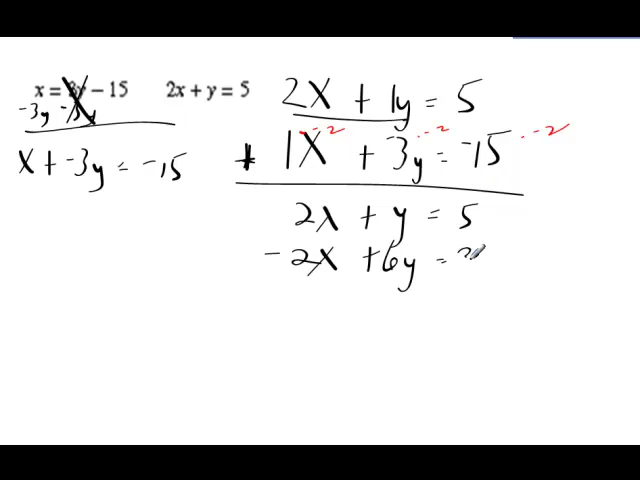 x = 3y − 15    2x + y = 5
-3y -3y
x + -3y = -15
2x + 1y = 5
·-2 ·-2 ·-2
+ 1x + -3y = -15
2x + y = 5
-2x + 6y =